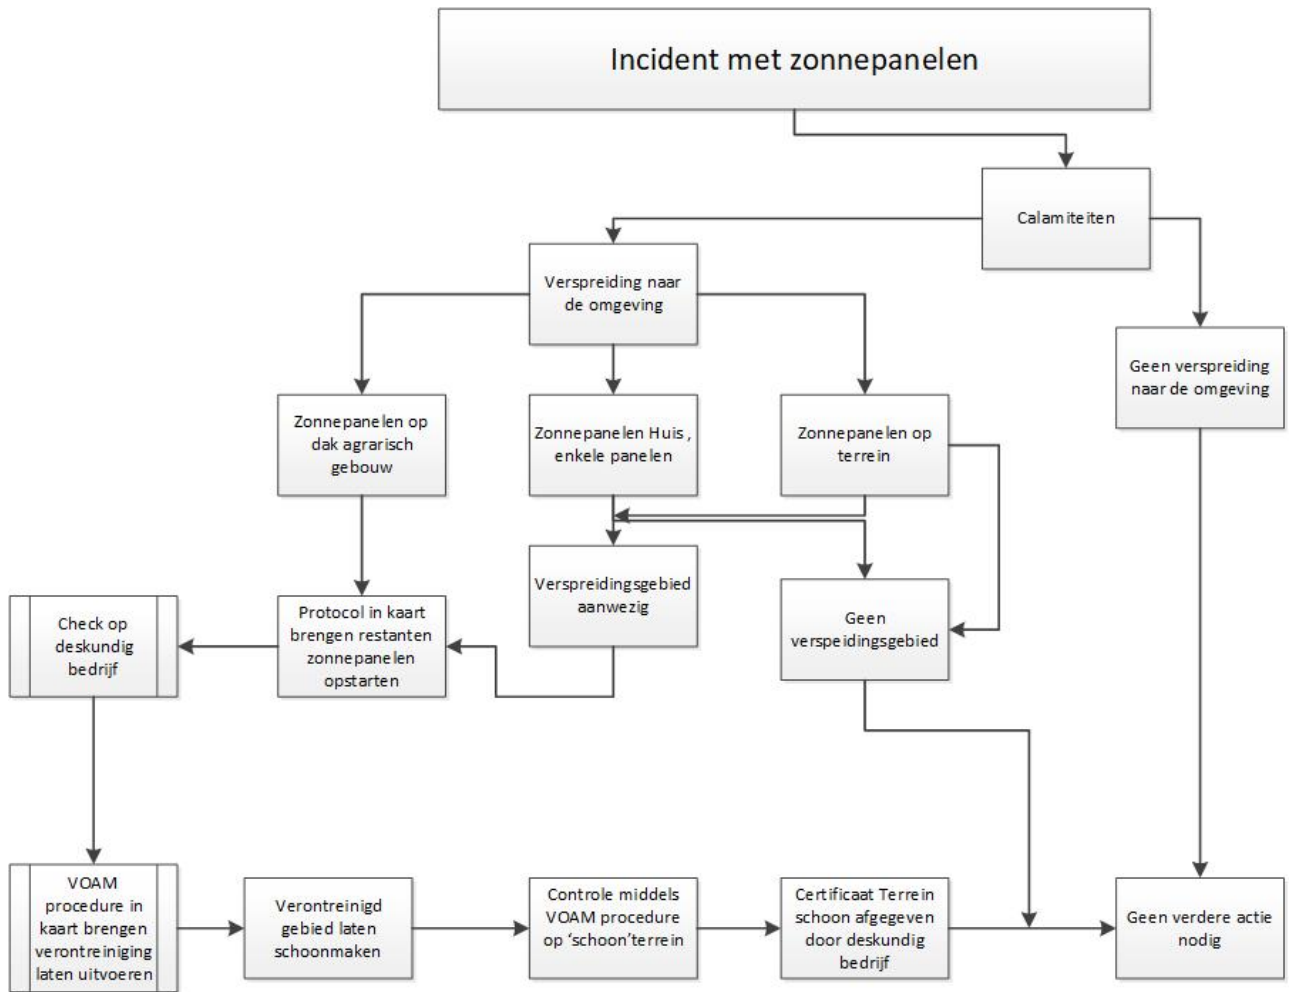 Incident met zonnepanelen
Calamiteiten
Verspreiding naar
de omgeving
Geen verspreiding
naar de omgeving
Zonnepanelen op
dak agrarisch
gebouw
Zonnepanelen Huis ,
enkele panelen
Zonnepanelen op
terrein
Verspreidingsgebied
aanwezig
Geen
verspeidingsgebied
Check op
deskundig
bedrijf
Protocol in kaart
brengen restanten
zonnepanelen
opstarten
VOAM
procedure in
kaart brengen
verontreiniging
laten uitvoeren
Verontreinigd
gebied laten
schoonmaken
Controle middels
VOAM procedure
op ‘schoon’terrein
Certificaat Terrein
schoon afgegeven
door deskundig
bedrijf
Geen verdere actie
nodig